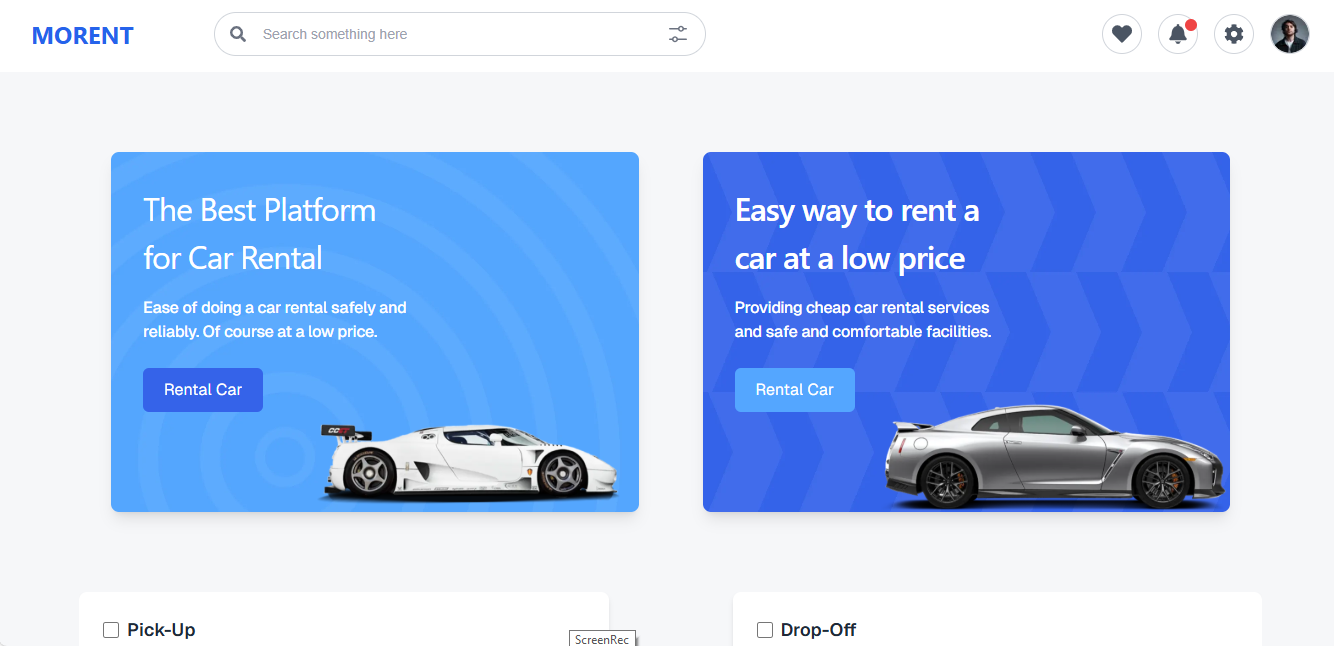 MORENT
Search something here
The Best Platform
for Car Rental
Ease of doing a car rental safely and
reliably. Of course at a low price.
Rental Car
Easy way to rent a
car at a low price
Providing cheap car rental services
and safe and comfortable facilities.
Rental Car
Pick-Up
Drop-Off
ScreenRec